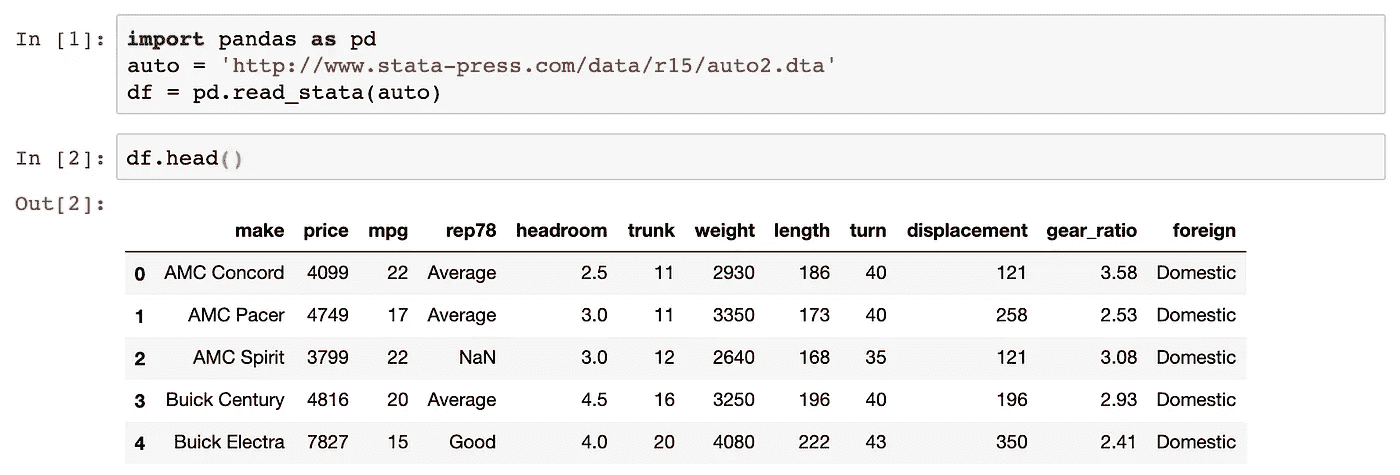 In [1]: import pandas as pd
auto = 'http://www.stata-press.com/data/r15/auto2.dta'
df = pd.read_stata(auto)
In [2]: df.head()
Out[2]:
make price mpg rep78 headroom trunk weight length turn displacement gear_ratio foreign
0 AMC Concord 4099 22 Average 2.5 11 2930 186 40 121 3.58 Domestic
1 AMC Pacer 4749 17 Average 3.0 11 3350 173 40 258 2.53 Domestic
2 AMC Spirit 3799 22 NaN 3.0 12 2640 168 35 121 3.08 Domestic
3 Buick Century 4816 20 Average 4.5 16 3250 196 40 196 2.93 Domestic
4 Buick Electra 7827 15 Good 4.0 20 4080 222 43 350 2.41 Domestic